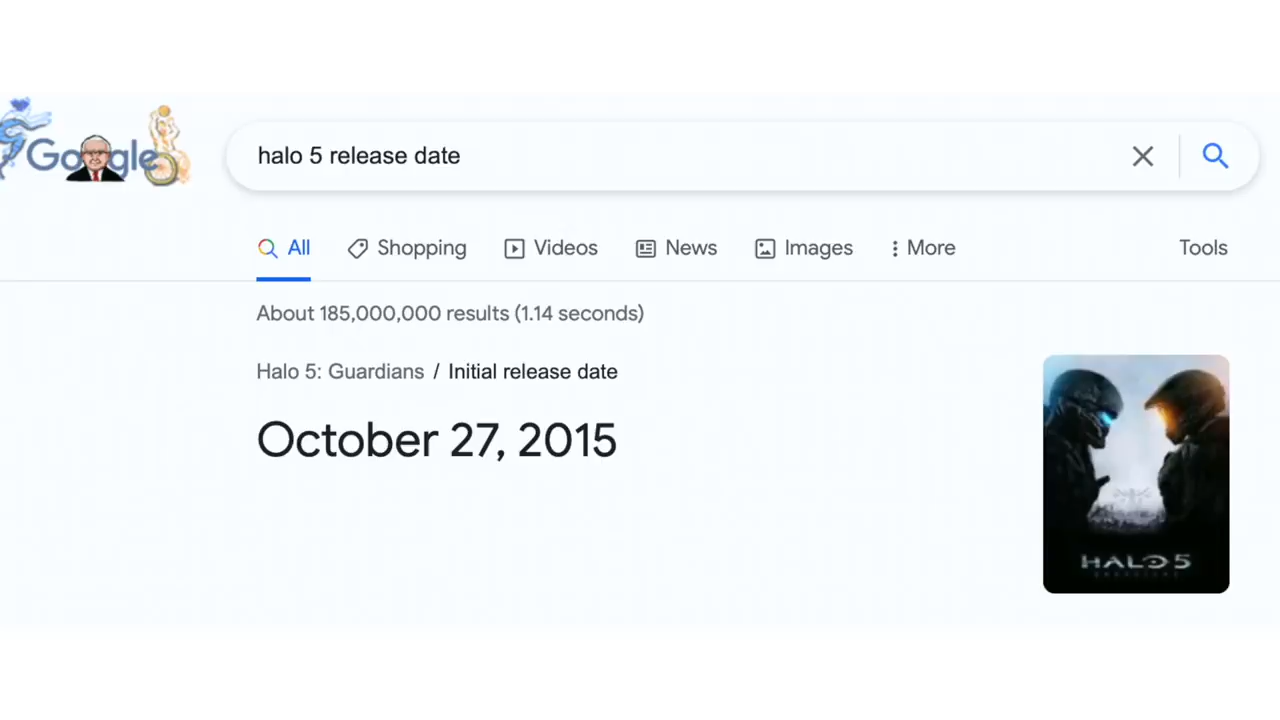 Google
halo 5 release date
All Shopping Videos News Images More Tools
About 185,000,000 results (1.14 seconds)
Halo 5: Guardians / Initial release date
October 27, 2015
HALO 5